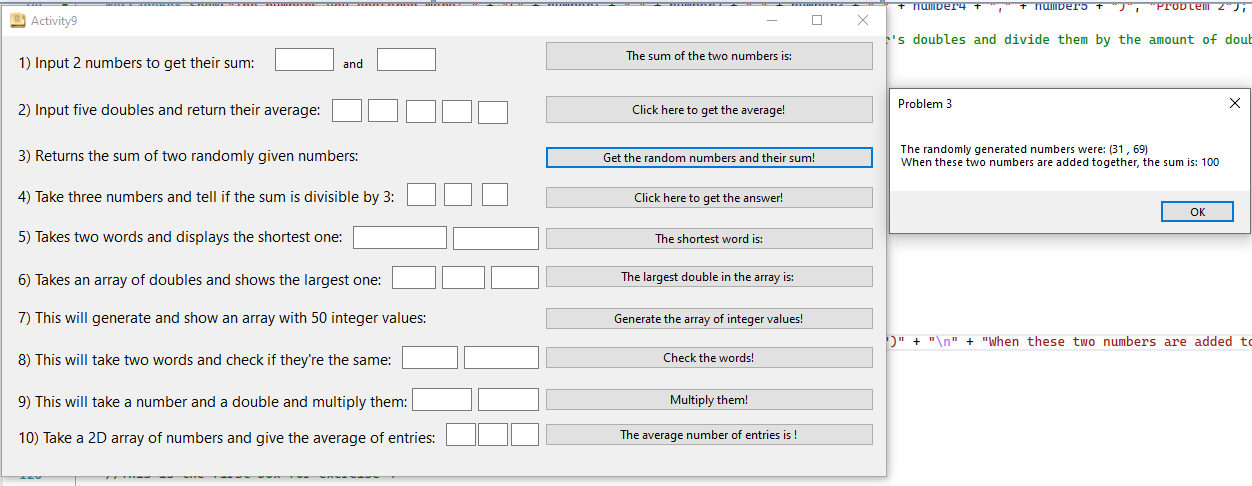 + number4 + "," + number5 + ")", "Problem 2");
Activity9
r's doubles and divide them by the amount of doub
1) Input 2 numbers to get their sum:
and
The sum of the two numbers is:
2) Input five doubles and return their average:
Click here to get the average!
Problem 3
The randomly generated numbers were: (31 , 69)
When these two numbers are added together, the sum is: 100
OK
3) Returns the sum of two randomly given numbers:
Get the random numbers and their sum!
4) Take three numbers and tell if the sum is divisible by 3:
Click here to get the answer!
5) Takes two words and displays the shortest one:
The shortest word is:
6) Takes an array of doubles and shows the largest one:
The largest double in the array is:
7) This will generate and show an array with 50 integer values:
Generate the array of integer values!
")" + "\n" + "When these two numbers are added to
8) This will take two words and check if they're the same:
Check the words!
9) This will take a number and a double and multiply them:
Multiply them!
10) Take a 2D array of numbers and give the average of entries:
The average number of entries is !